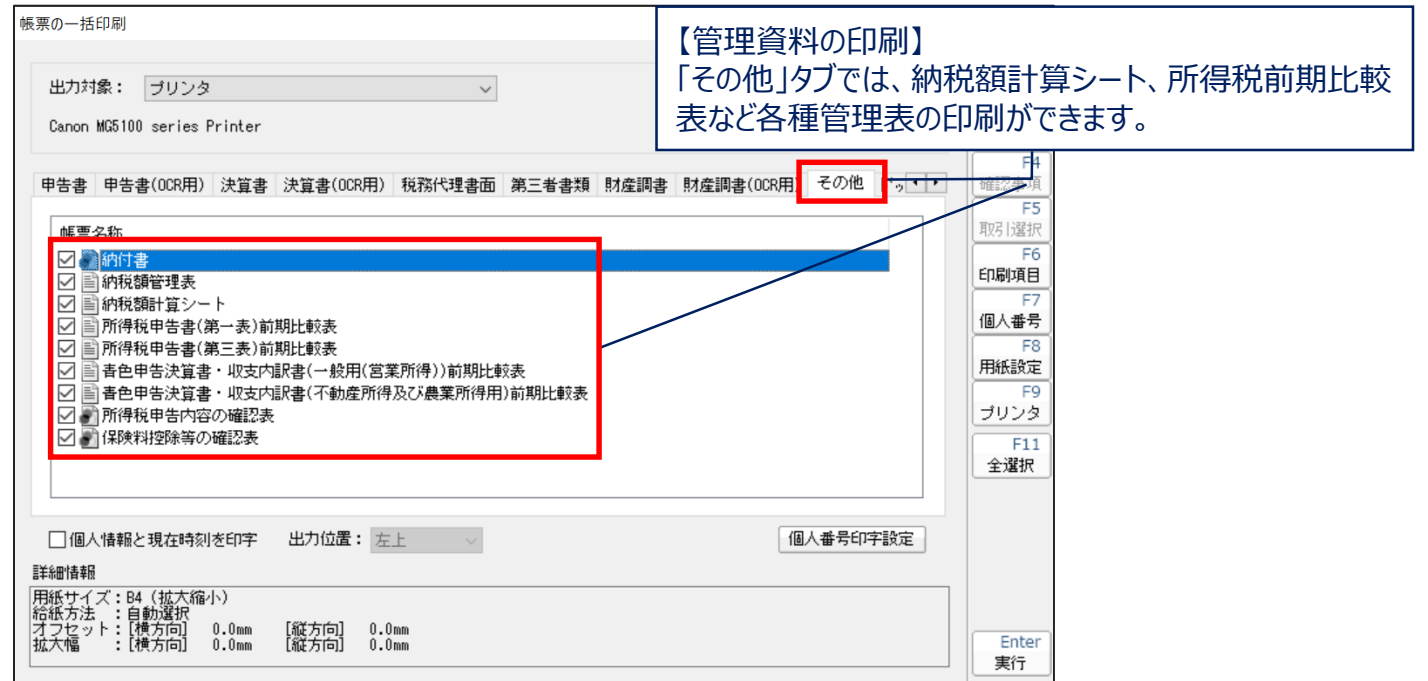 帳票の一括印刷
【管理資料の印刷】
「その他」タブでは、納税額計算シート、所得税前期比較
表など各種管理表の印刷ができます。
出力対象： プリンタ
Canon MG5100 series Printer
申告書 申告書(OCR用) 決算書 決算書(OCR用) 税務代理書面 第三者書類 財産調書 財産調書(OCR用) その他
帳票名称
納付書
納税額管理表
納税額計算シート
所得税申告書(第一表)前期比較表
所得税申告書(第三表)前期比較表
青色申告決算書・収支内訳書(一般用(営業所得))前期比較表
青色申告決算書・収支内訳書(不動産所得及び農業所得用)前期比較表
所得税申告内容の確認表
保険料控除等の確認表
F4
確認事項
F5
取引選択
F6
印刷項目
F7
個人番号
F8
用紙設定
F9
プリンタ
F11
全選択
個人情報と現在時刻を印字 出力位置： 左上 個人番号印字設定
詳細情報
用紙サイズ：B4（拡大縮小）
給紙方法 ：自動選択
オフセット：[横方向] 0.0mm [縦方向] 0.0mm
拡大幅 ：[横方向] 0.0mm [縦方向] 0.0mm
Enter
実行